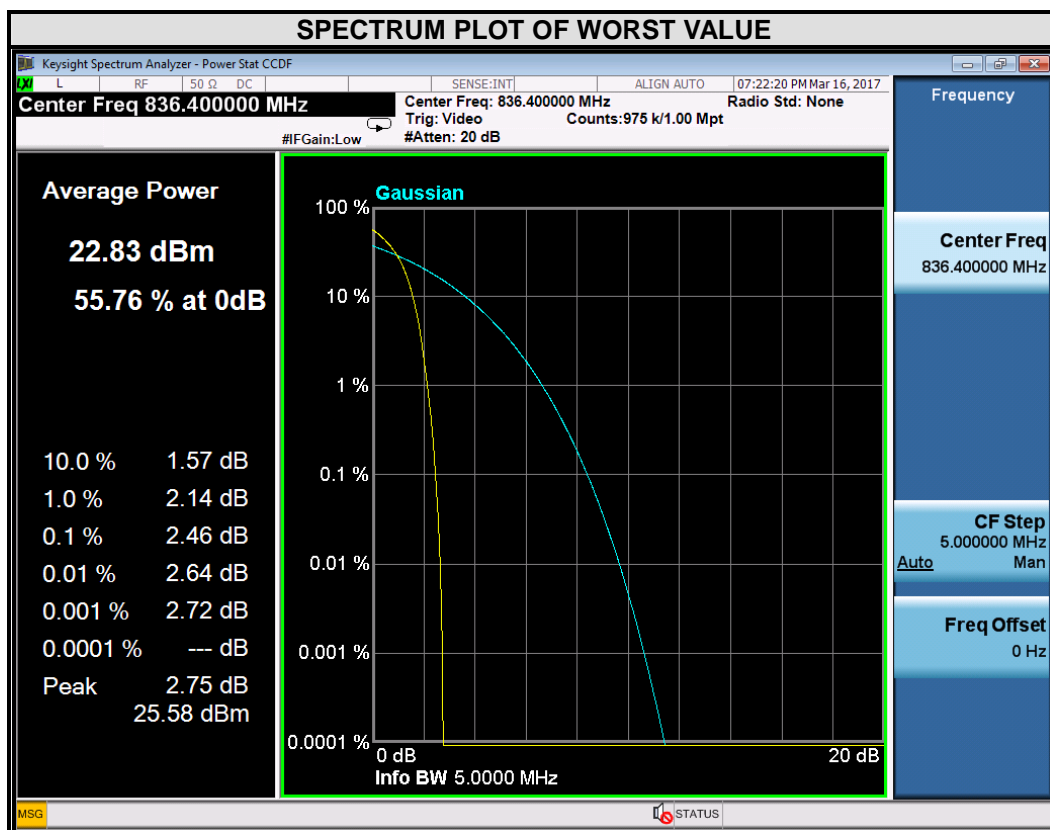 SPECTRUM PLOT OF WORST VALUE
Keysight Spectrum Analyzer - Power Stat CCDF
LXI L RF 50 Ω DC SENSE:INT ALIGN AUTO 07:22:20 PM Mar 16, 2017
Center Freq 836.400000 MHz
Center Freq: 836.400000 MHz Radio Std: None
Trig: Video Counts:975 k/1.00 Mpt
#IFGain:Low #Atten: 20 dB
Frequency
Average Power
22.83 dBm
55.76 % at 0dB
10.0 % 1.57 dB
1.0 % 2.14 dB
0.1 % 2.46 dB
0.01 % 2.64 dB
0.001 % 2.72 dB
0.0001 % --- dB
Peak 2.75 dB
25.58 dBm
Gaussian
100 %
10 %
1 %
0.1 %
0.01 %
0.001 %
0.0001 %
0 dB 20 dB
Info BW 5.0000 MHz
Center Freq
836.400000 MHz
CF Step
5.000000 MHz
Auto Man
Freq Offset
0 Hz
MSG STATUS